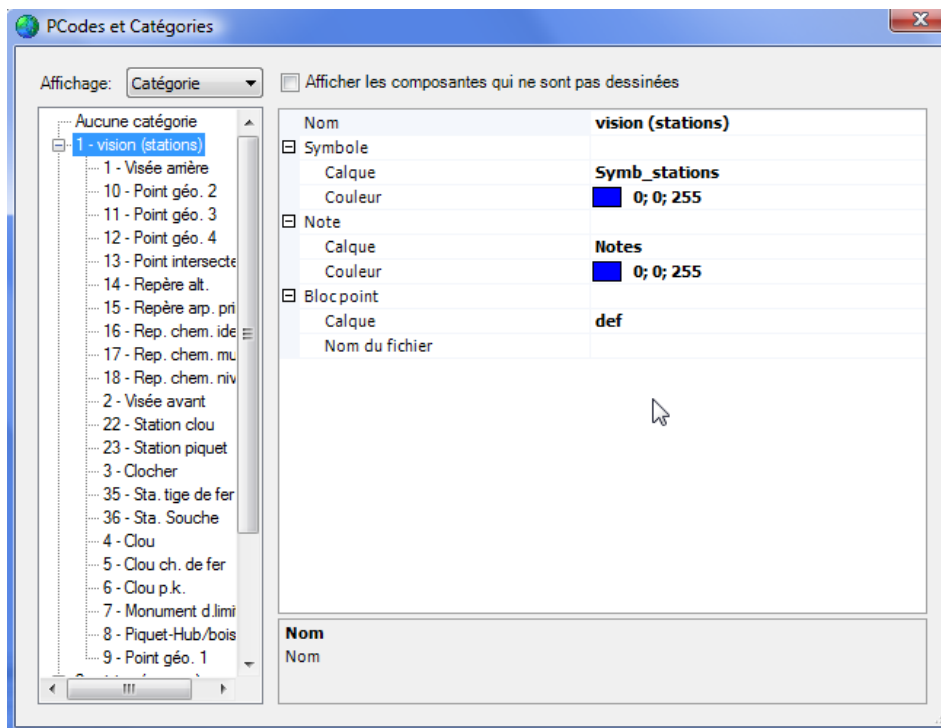 PCodes et Catégories
Affichage: Catégorie
Afficher les composantes qui ne sont pas dessinées
Aucune catégorie
1 - vision (stations)
1 - Visée arrière
10 - Point géo. 2
11 - Point géo. 3
12 - Point géo. 4
13 - Point intersecte
14 - Repère alt.
15 - Repère arp. pri
16 - Rep. chem. ide
17 - Rep. chem. mu
18 - Rep. chem. niv
2 - Visée avant
22 - Station clou
23 - Station piquet
3 - Clocher
35 - Sta. tige de fer
36 - Sta. Souche
4 - Clou
5 - Clou ch. de fer
6 - Clou p.k.
7 - Monument d.limi
8 - Piquet-Hub/bois
9 - Point géo. 1
Nom vision (stations)
Symbole
Calque Symb_stations
Couleur 0; 0; 255
Note
Calque Notes
Couleur 0; 0; 255
Blocpoint
Calque def
Nom du fichier
Nom
Nom